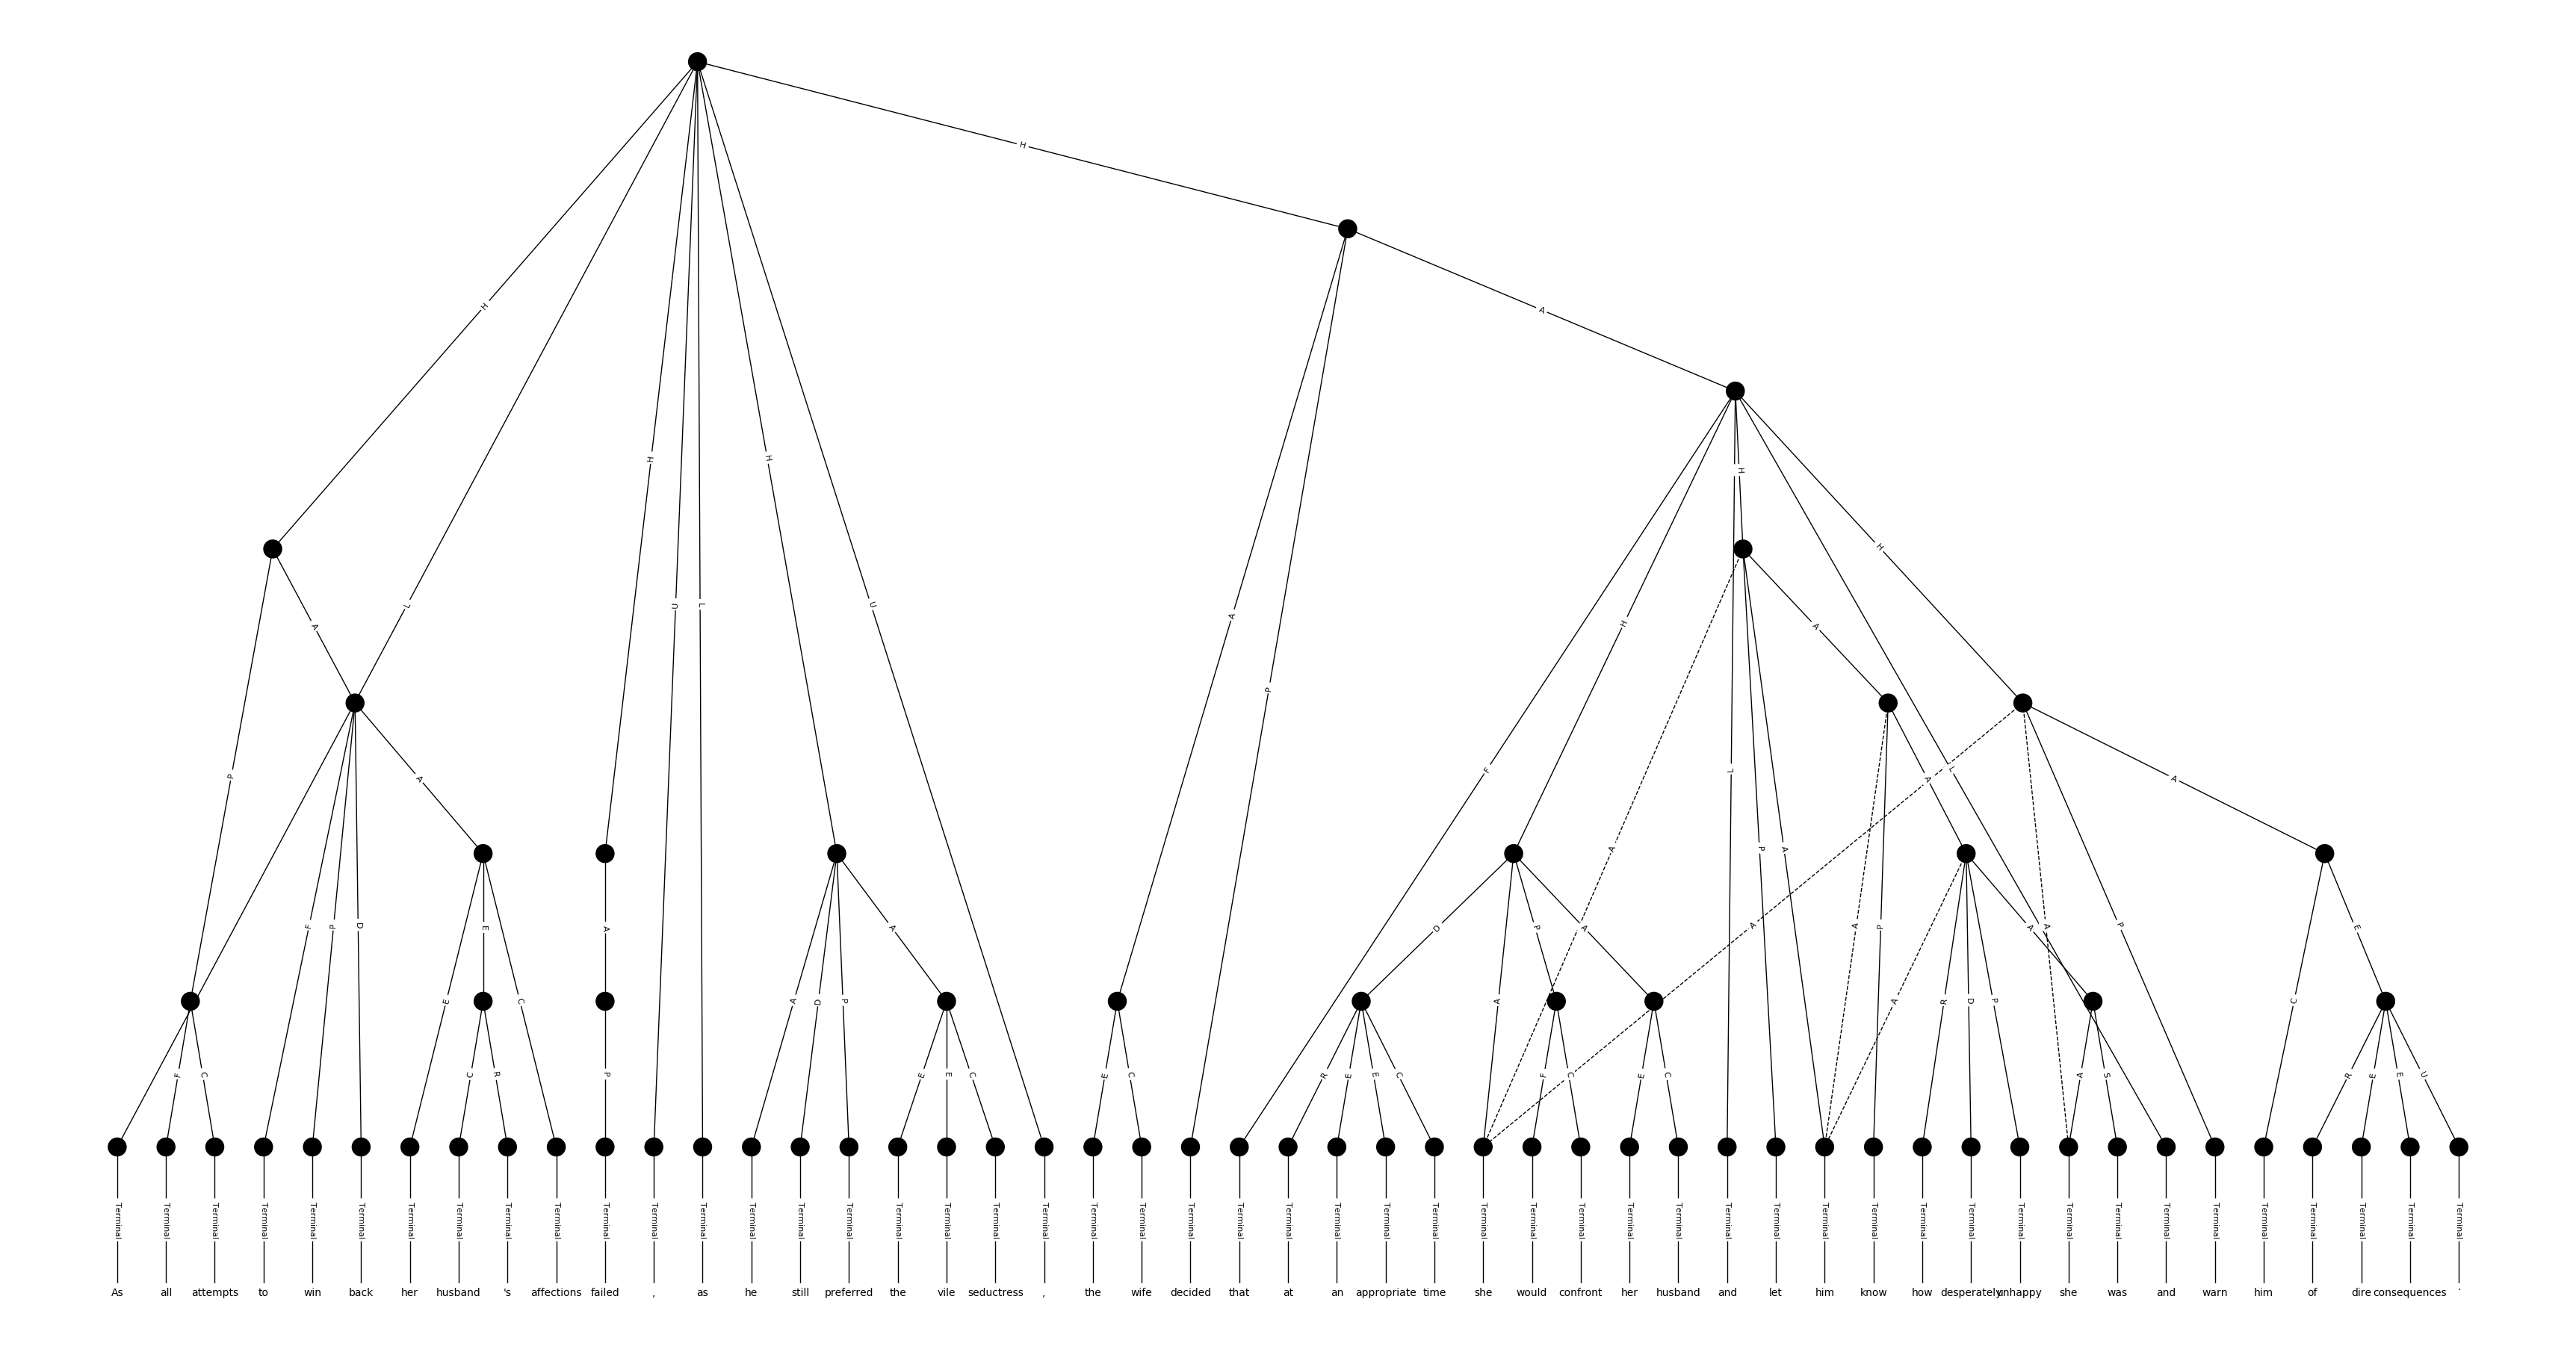 H
H
A
H
H
H
H
H
L
U
L
U
A
A
H
A
P
P
F
L
P
A
A
L
A
A
P
A
F
P
D
E
A
D
P
A
A
A
P
A
A
P
E
E
C
A
D
P
A
R
D
P
A
C
F
C
C
R
P
E
E
C
E
C
R
E
E
C
F
C
E
C
A
S
R
E
E
U
Terminal Terminal Terminal Terminal Terminal Terminal Terminal Terminal Terminal Terminal Terminal Terminal Terminal Terminal Terminal Terminal Terminal Terminal Terminal Terminal Terminal Terminal Terminal Terminal Terminal Terminal Terminal Terminal Terminal Terminal Terminal Terminal Terminal Terminal Terminal Terminal Terminal Terminal Terminal Terminal Terminal Terminal Terminal Terminal Terminal Terminal Terminal Terminal Terminal
As all attempts to win back her husband 's affections failed , as he still preferred the vile seductress , the wife decided that at an appropriate time she would confront her husband and let him know how desperately unhappy she was and warn him of dire consequences .